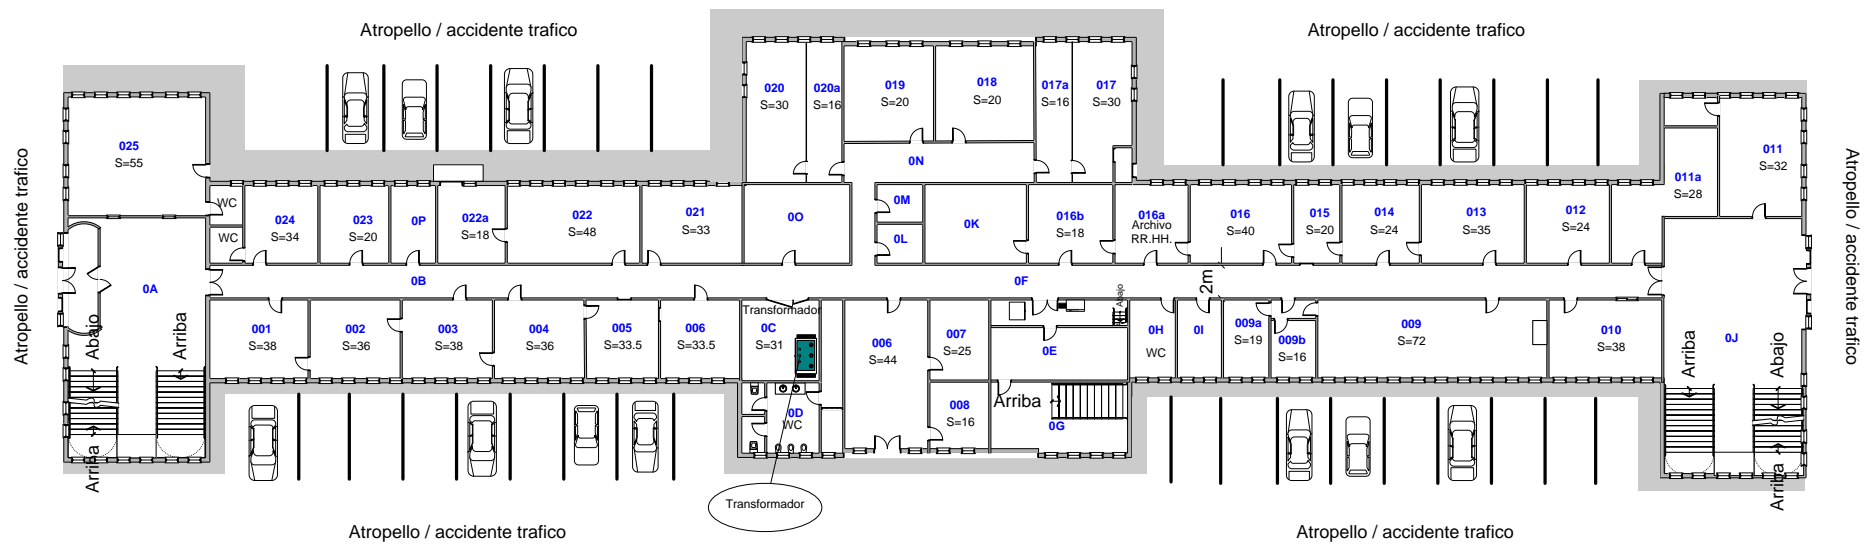 Atropello / accidente trafico
Atropello / accidente trafico
Atropello / accidente trafico
Atropello / accidente trafico
020
S=30
020a
S=16
019
S=20
018
S=20
017a
S=16
017
S=30
025
S=55
0N
011
S=32
011a
S=28
WC
WC
024
S=34
023
S=20
0P
022a
S=18
022
S=48
021
S=33
0O
0M
0L
0K
016b
S=18
016a
Archivo
RR.HH.
016
S=40
015
S=20
014
S=24
013
S=35
012
S=24
0A
0B
0F
2m
0J
Abajo
Arriba
Arriba
001
S=38
002
S=36
003
S=38
004
S=36
005
S=33.5
006
S=33.5
Transformador
0C
S=31
006
S=44
007
S=25
Abajo
0E
0H
WC
0I
009a
S=19
009b
S=16
009
S=72
010
S=38
Arriba
Abajo
Arriba
0D
WC
008
S=16
Arriba
0G
Transformador
Atropello / accidente trafico
Atropello / accidente trafico